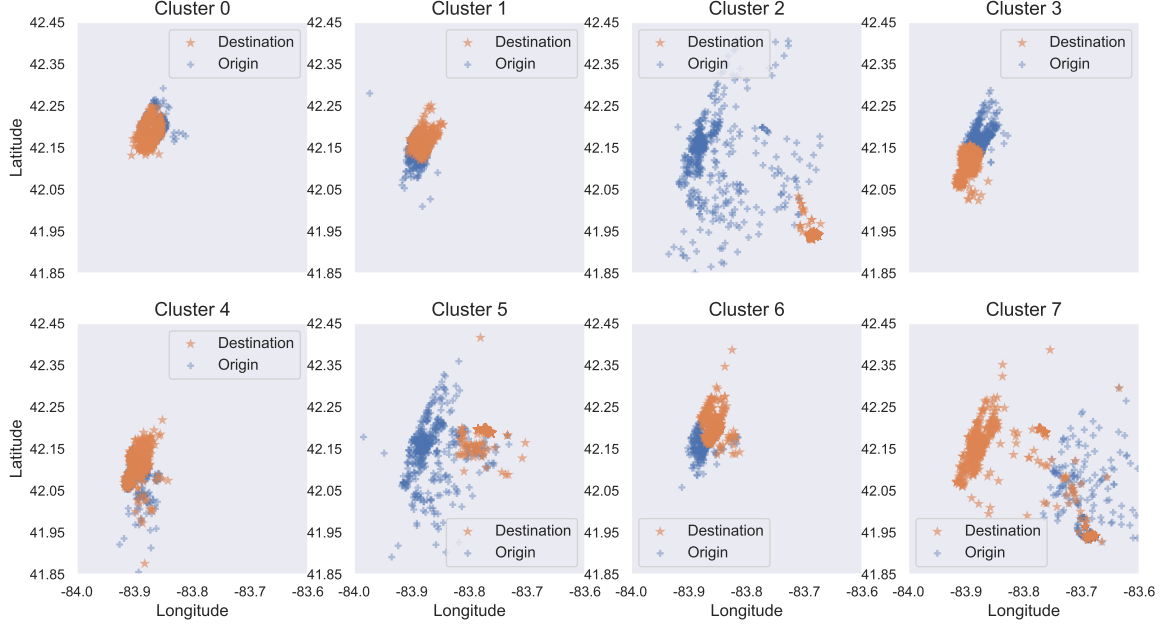 Cluster 0
Cluster 1
Cluster 2
Cluster 3
42.45
42.35
42.25
42.15
42.05
41.95
41.85
Latitude
Destination
Origin
42.45
42.35
42.25
42.15
42.05
41.95
41.85
Destination
Origin
42.45
42.35
42.25
42.15
42.05
41.95
41.85
Destination
Origin
42.45
42.35
42.25
42.15
42.05
41.95
41.85
Destination
Origin
Cluster 4
Cluster 5
Cluster 6
Cluster 7
42.45
42.35
42.25
42.15
42.05
41.95
41.85
Latitude
Destination
Origin
-84.0 -83.9 -83.8 -83.7 -83.6
Longitude
42.45
42.35
42.25
42.15
42.05
41.95
41.85
Destination
Origin
-84.0 -83.9 -83.8 -83.7 -83.6
Longitude
42.45
42.35
42.25
42.15
42.05
41.95
41.85
Destination
Origin
-84.0 -83.9 -83.8 -83.7 -83.6
Longitude
42.45
42.35
42.25
42.15
42.05
41.95
41.85
Destination
Origin
-84.0 -83.9 -83.8 -83.7 -83.6
Longitude